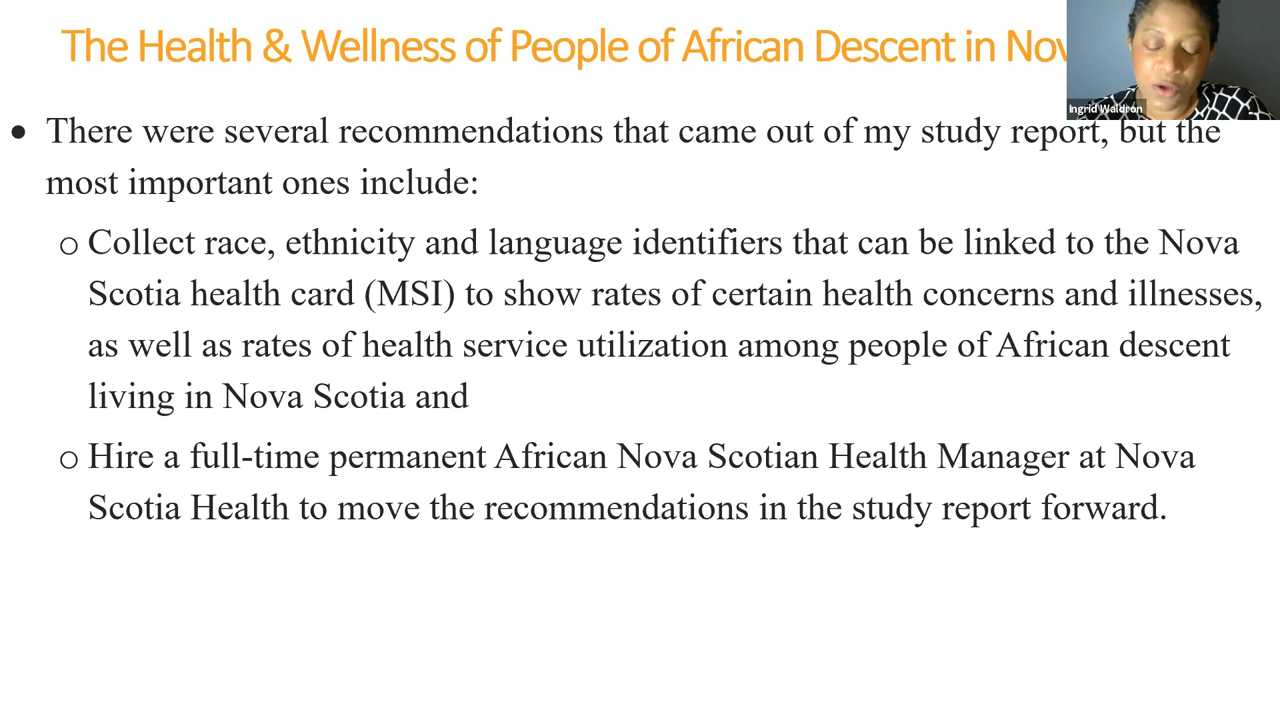 The Health & Wellness of People of African Descent in Nov
Ingrid Waldron
• There were several recommendations that came out of my study report, but the
most important ones include:
o Collect race, ethnicity and language identifiers that can be linked to the Nova
Scotia health card (MSI) to show rates of certain health concerns and illnesses,
as well as rates of health service utilization among people of African descent
living in Nova Scotia and
o Hire a full-time permanent African Nova Scotian Health Manager at Nova
Scotia Health to move the recommendations in the study report forward.